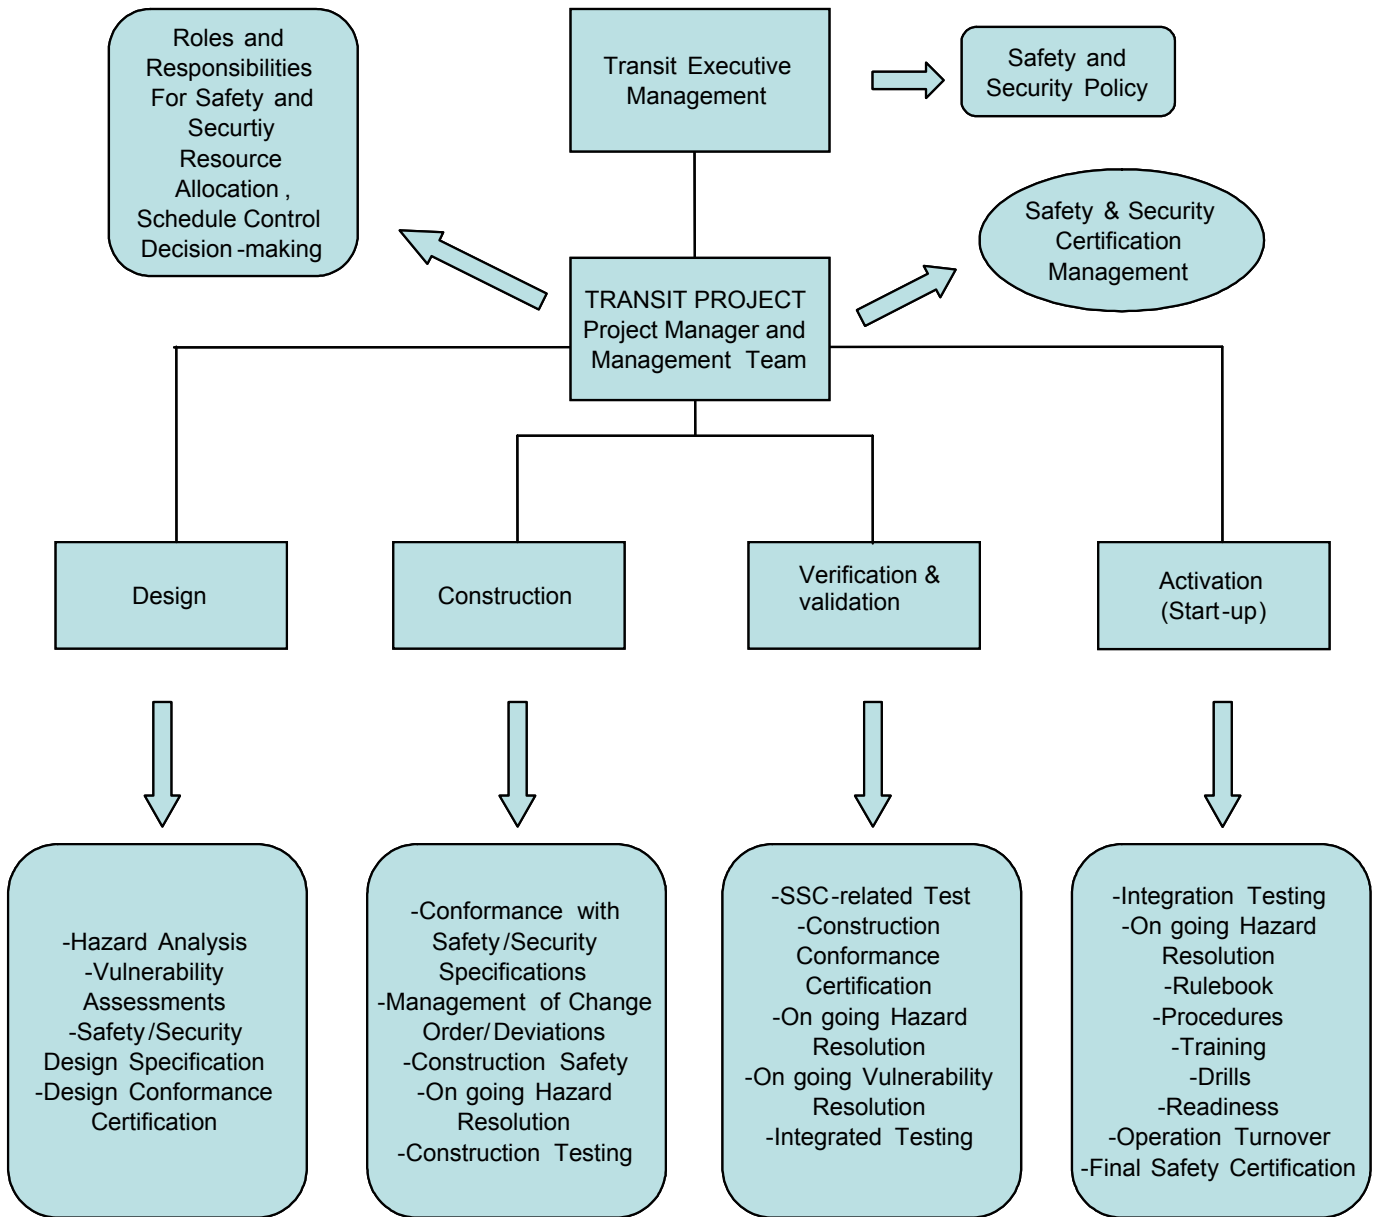 Roles and
Responsibilities
For Safety and
Securtiy
Resource
Allocation ,
Schedule Control
Decision-making
Transit Executive
Management
Safety and
Security Policy
Safety & Security
Certification
Management
TRANSIT PROJECT
Project Manager and
Management Team
Design
Construction
Verification &
validation
Activation
(Start-up)
-Hazard Analysis
-Vulnerability
Assessments
-Safety/Security
Design Specification
-Design Conformance
Certification
-Conformance with
Safety/Security
Specifications
-Management of Change
Order/Deviations
-Construction Safety
-On going Hazard
Resolution
-Construction Testing
-SSC-related Test
-Construction
Conformance
Certification
-On going Hazard
Resolution
-On going Vulnerability
Resolution
-Integrated Testing
-Integration Testing
-On going Hazard
Resolution
-Rulebook
-Procedures
-Training
-Drills
-Readiness
-Operation Turnover
-Final Safety Certification